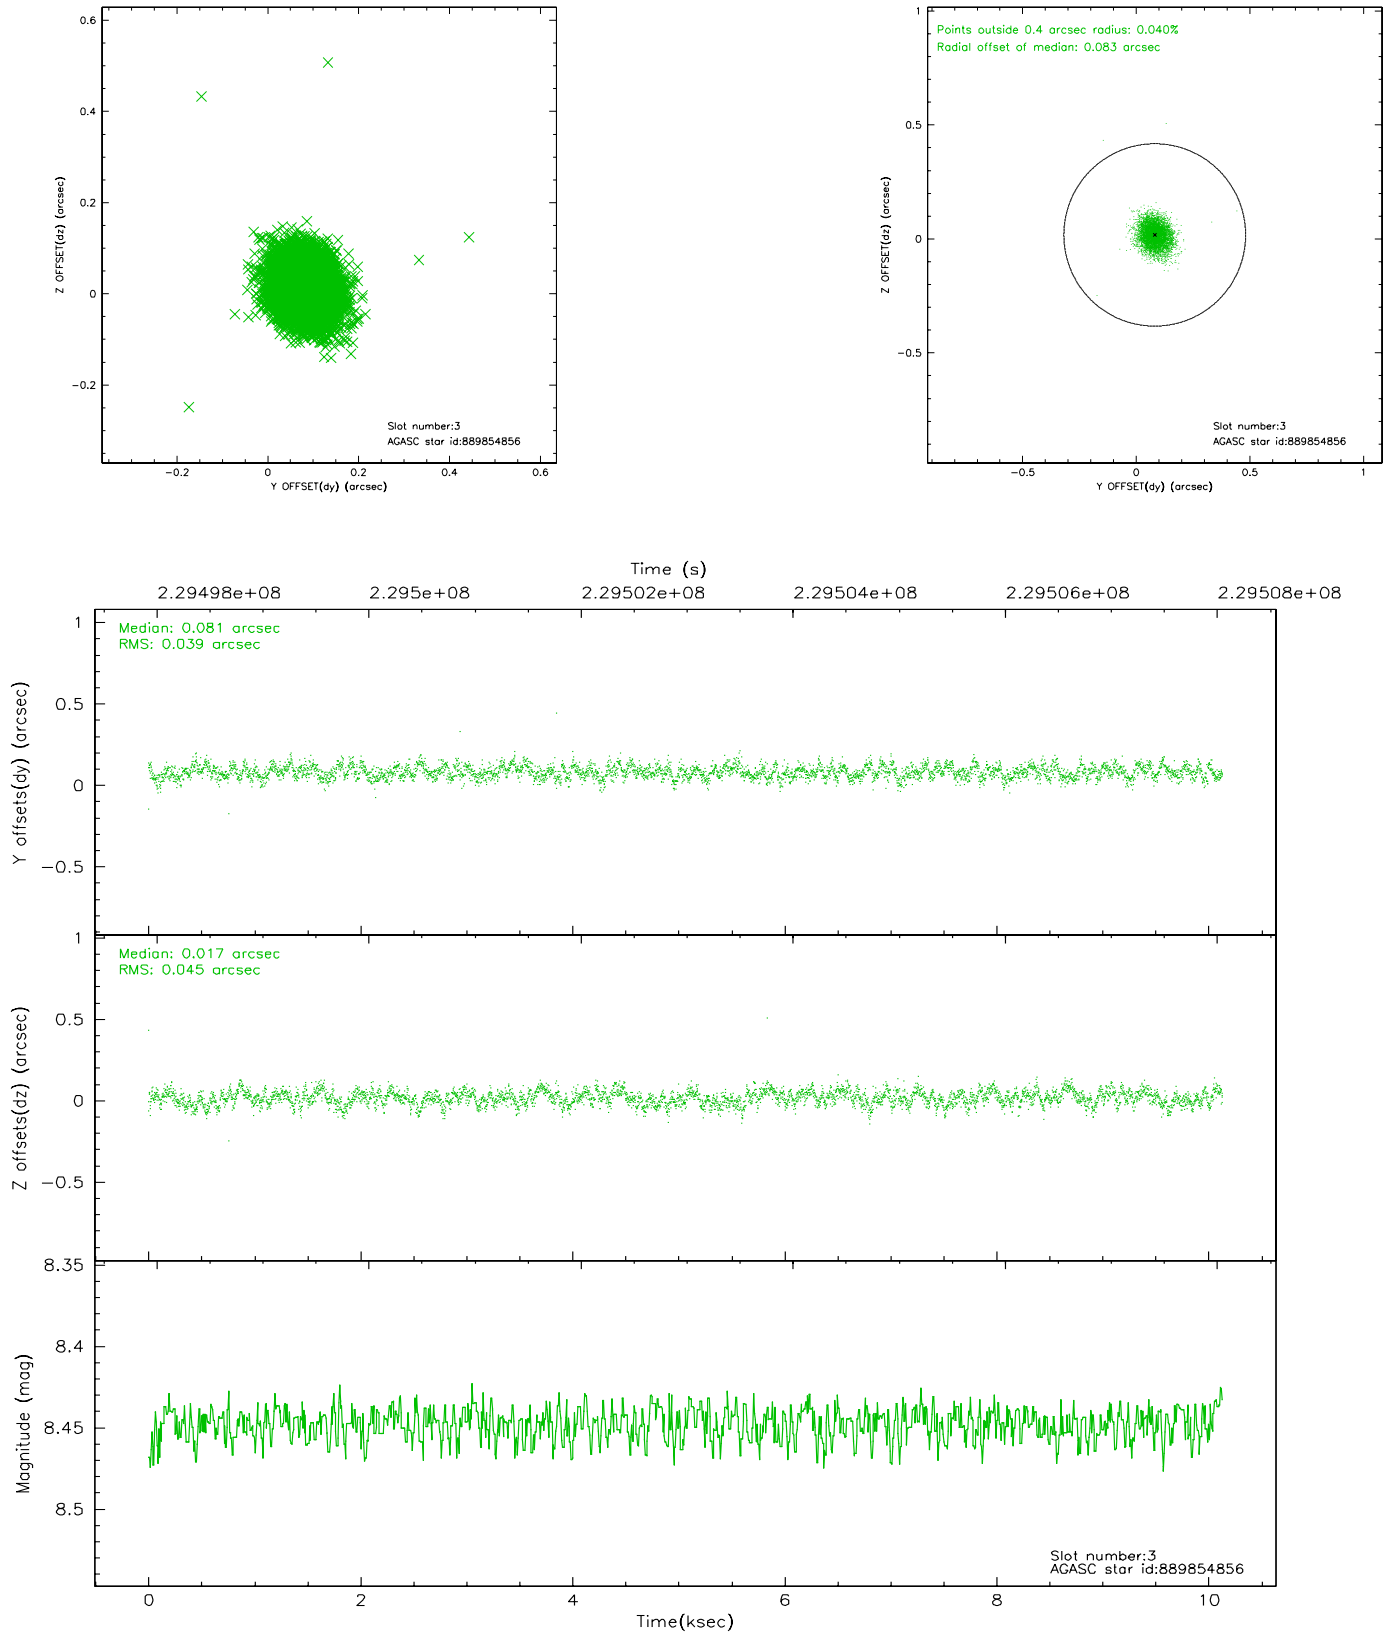 0.6
0.4
0.2
0
−0.2
Z OFFSET(dz) (arcsec)
Slot number:3
AGASC star id:889854856
−0.2 0 0.2 0.4 0.6
Y OFFSET(dy) (arcsec)
Points outside 0.4 arcsec radius: 0.040%
Radial offset of median: 0.083 arcsec
1
0.5
0
−0.5
Z OFFSET(dz) (arcsec)
Slot number:3
AGASC star id:889854856
−0.5 0 0.5 1
Y OFFSET(dy) (arcsec)
Time (s)
2.29498e+08 2.295e+08 2.29502e+08 2.29504e+08 2.29506e+08 2.29508e+08
Median: 0.081 arcsec
RMS: 0.039 arcsec
1
0.5
0
−0.5
Y offsets(dy) (arcsec)
Median: 0.017 arcsec
RMS: 0.045 arcsec
1
0.5
0
−0.5
Z offsets(dz) (arcsec)
8.35
8.4
8.45
8.5
Magnitude (mag)
Slot number:3
AGASC star id:889854856
0 2 4 6 8 10
Time(ksec)